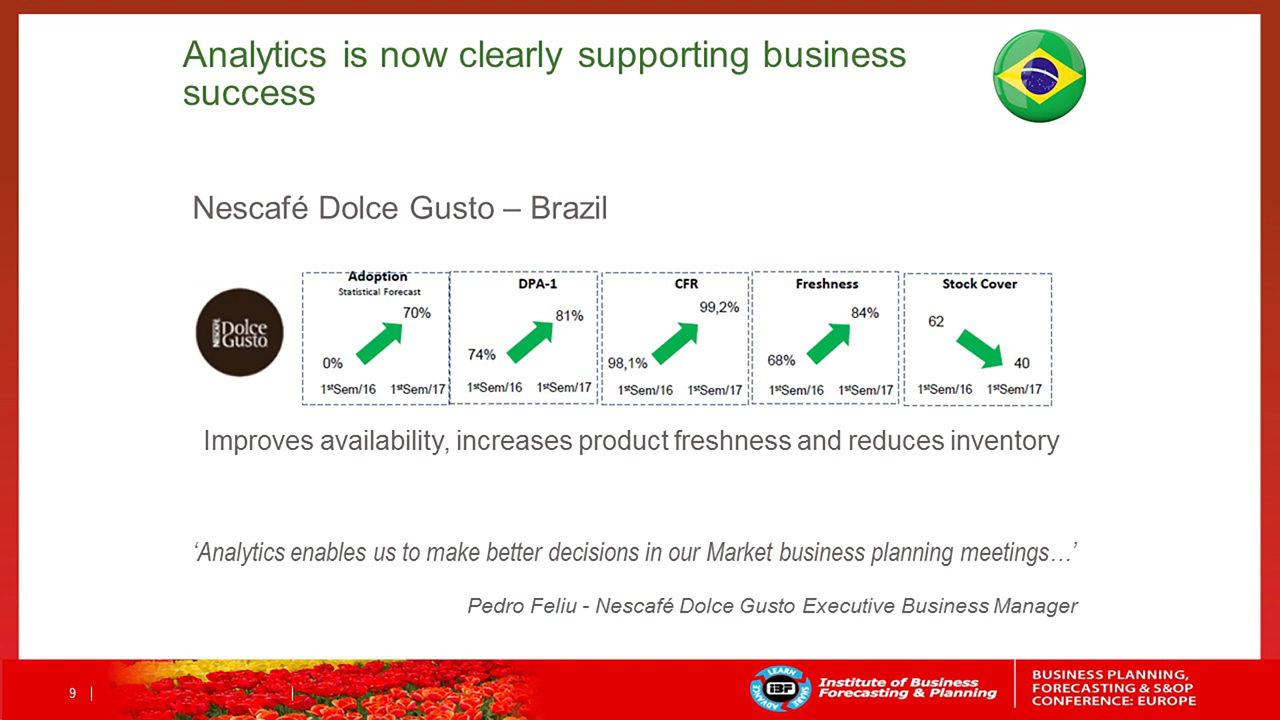 Analytics is now clearly supporting business
success
Nescafé Dolce Gusto – Brazil
NESCAFÉ
Dolce
Gusto
Adoption
Statistical Forecast
70%
0%
1stSem/16 1stSem/17
DPA-1
81%
74%
1stSem/16 1stSem/17
CFR
99,2%
98,1%
1stSem/16 1stSem/17
Freshness
84%
68%
1stSem/16 1stSem/17
Stock Cover
62
40
1stSem/16 1stSem/17
Improves availability, increases product freshness and reduces inventory
‘Analytics enables us to make better decisions in our Market business planning meetings…’
Pedro Feliu - Nescafé Dolce Gusto Executive Business Manager
9 |
LEARN
SHARE
ADVANCE
iBF
Institute of Business
Forecasting & Planning
BUSINESS PLANNING,
FORECASTING & S&OP
CONFERENCE: EUROPE